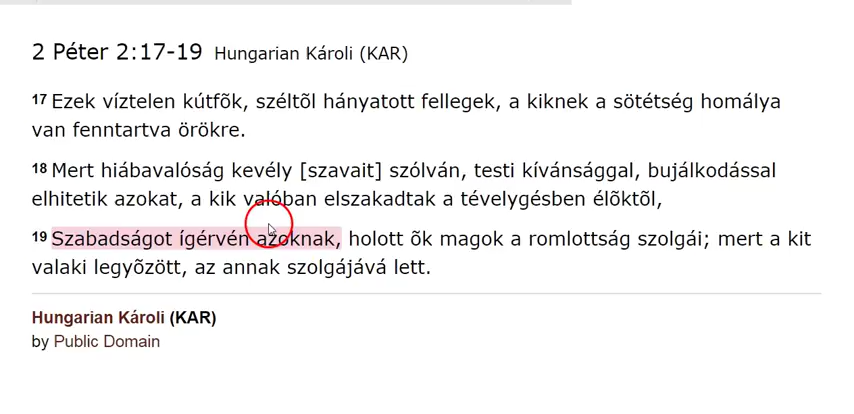 2 Péter 2:17-19 Hungarian Károli (KAR)
17 Ezek víztelen kútfõk, széltõl hányatott fellegek, a kiknek a sötétség homálya
van fenntartva örökre.
18 Mert hiábavalóság kevély [szavait] szólván, testi kívánsággal, bujálkodással
elhitetik azokat, a kik valóban elszakadtak a tévelygésben élõktõl,
19 Szabadságot ígérvén azoknak, holott õk magok a romlottság szolgái; mert a kit
valaki legyõzött, az annak szolgájává lett.
Hungarian Károli (KAR)
by Public Domain